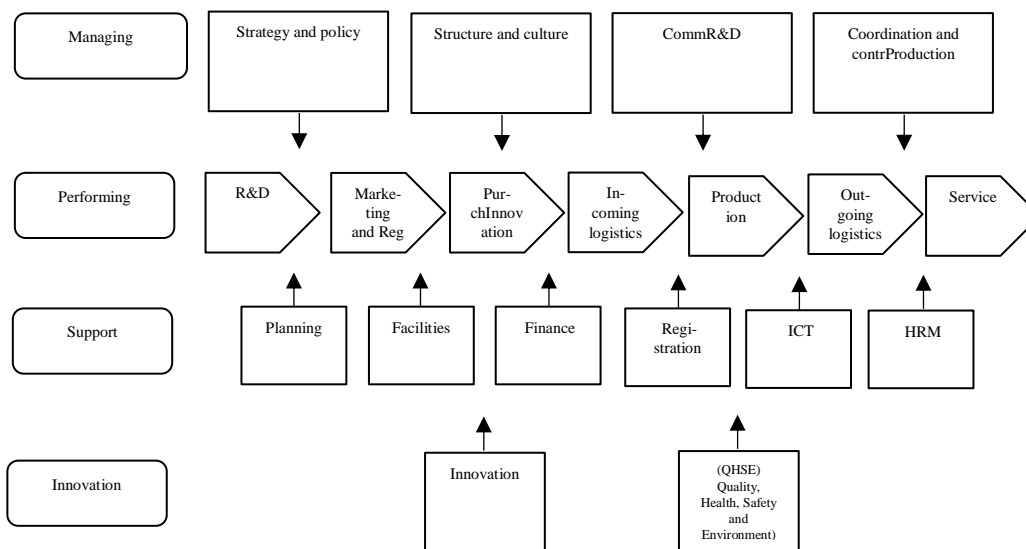 Managing
Strategy and policy
Structure and culture
CommR&D
Coordination and
contrProduction
Performing
R&D
Marke-
ting
and Reg
Pur-
chInnov
ation
In-
coming
logistics
Product
ion
Out-
going
logistics
Service
Support
Planning
Facilities
Finance
Regi-
stration
ICT
HRM
Innovation
Innovation
(QHSE)
Quality,
Health, Safety
and
Environment)